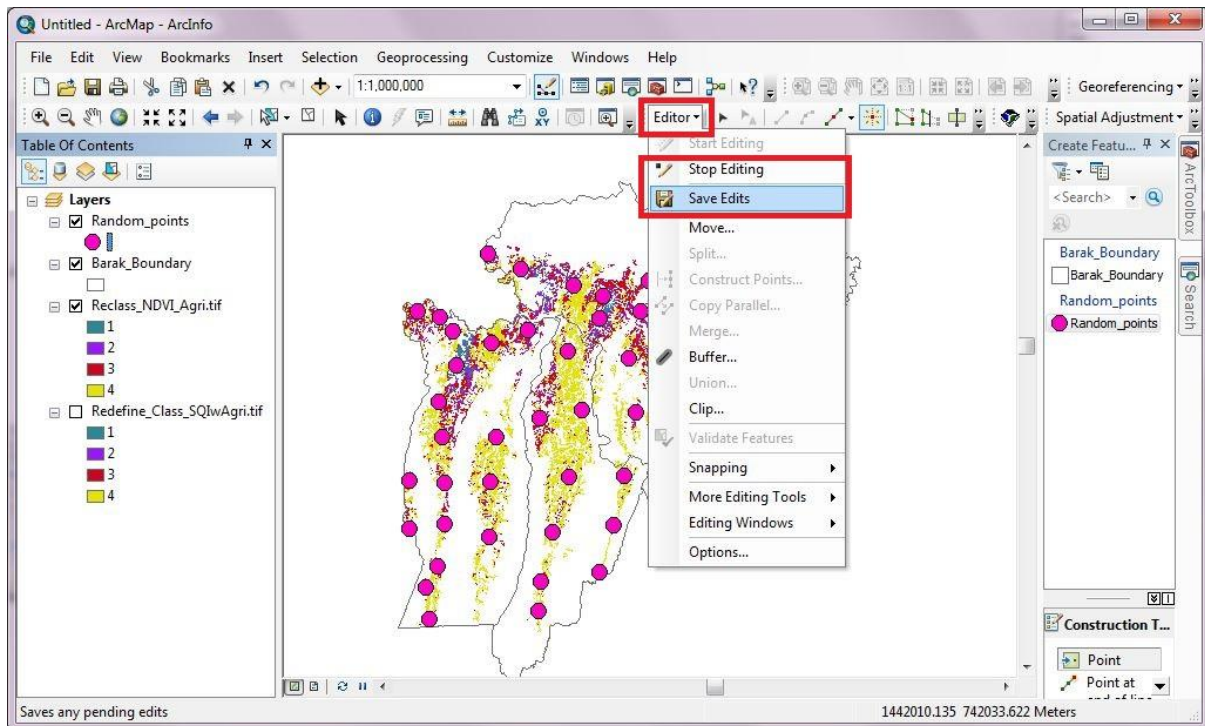 Untitled - ArcMap - ArcInfo
File Edit View Bookmarks Insert Selection Geoprocessing Customize Windows Help
1:1,000,000
Georeferencing
Editor
Spatial Adjustment
Table Of Contents
Layers
Random_points
Barak_Boundary
Reclass_NDVI_Agri.tif
1
2
3
4
Redefine_Class_SQIwAgri.tif
1
2
3
4
Start Editing
Stop Editing
Save Edits
Move...
Split...
Construct Points...
Copy Parallel...
Merge...
Buffer...
Union...
Clip...
Validate Features
Snapping
More Editing Tools
Editing Windows
Options...
Create Featu...
<Search>
Barak_Boundary
Barak_Boundary
Random_points
Random_points
Construction T...
Point
Point at
end of line
ArcToolbox
Search
Saves any pending edits
1442010.135 742033.622 Meters